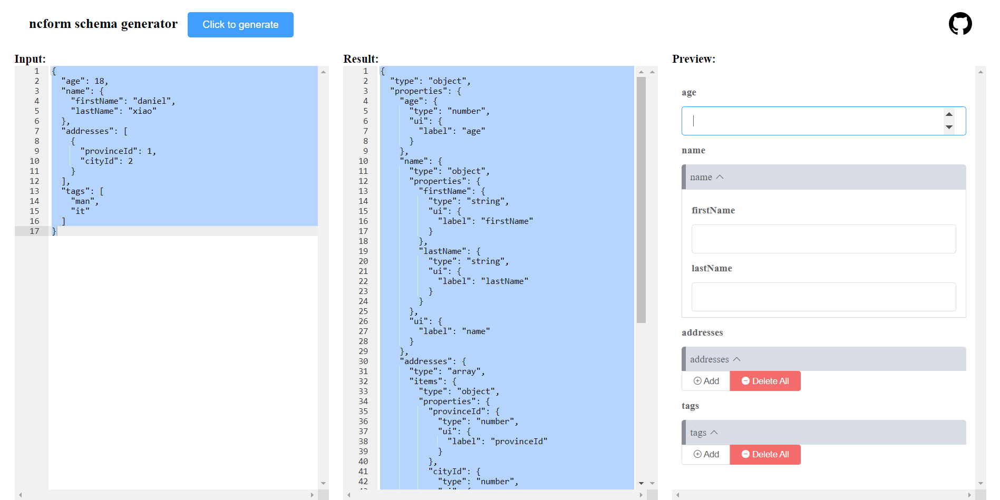 ncform schema generator
Click to generate
Input:
1 {
2 "age": 18,
3 "name": {
4 "firstName": "daniel",
5 "lastName": "xiao"
6 },
7 "addresses": [
8 {
9 "provinceId": 1,
10 "cityId": 2
11 }
12 ],
13 "tags": [
14 "man",
15 "it"
16 ]
17 }
Result:
1 {
2 "type": "object",
3 "properties": {
4 "age": {
5 "type": "number",
6 "ui": {
7 "label": "age"
8 }
9 },
10 "name": {
11 "type": "object",
12 "properties": {
13 "firstName": {
14 "type": "string",
15 "ui": {
16 "label": "firstName"
17 }
18 },
19 "lastName": {
20 "type": "string",
21 "ui": {
22 "label": "lastName"
23 }
24 }
25 },
26 "ui": {
27 "label": "name"
28 }
29 },
30 "addresses": {
31 "type": "array",
32 "items": {
33 "type": "object",
34 "properties": {
35 "provinceId": {
36 "type": "number",
37 "ui": {
38 "label": "provinceId"
39 }
40 },
41 "cityId": {
42 "type": "number",
Preview:
age
name
name
firstName
lastName
addresses
addresses
Add
Delete All
tags
tags
Add
Delete All